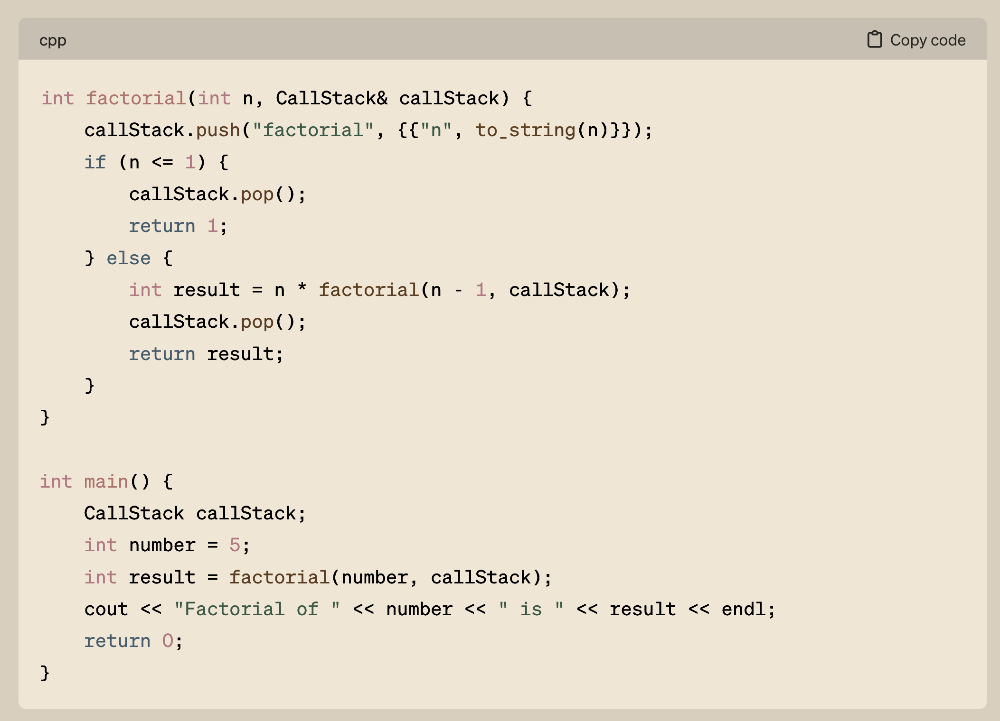 cpp
Copy code
int factorial(int n, CallStack& callStack) {
    callStack.push("factorial", {{"n", to_string(n)}});
    if (n <= 1) {
        callStack.pop();
        return 1;
    } else {
        int result = n * factorial(n - 1, callStack);
        callStack.pop();
        return result;
    }
}

int main() {
    CallStack callStack;
    int number = 5;
    int result = factorial(number, callStack);
    cout << "Factorial of " << number << " is " << result << endl;
    return 0;
}